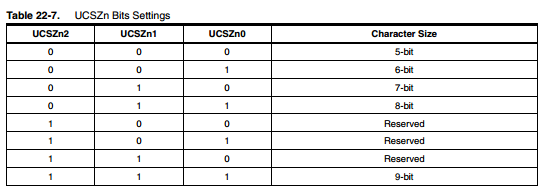 Table 22-7. UCSZn Bits Settings
UCSZn2 UCSZn1 UCSZn0 Character Size
0 0 0 5-bit
0 0 1 6-bit
0 1 0 7-bit
0 1 1 8-bit
1 0 0 Reserved
1 0 1 Reserved
1 1 0 Reserved
1 1 1 9-bit